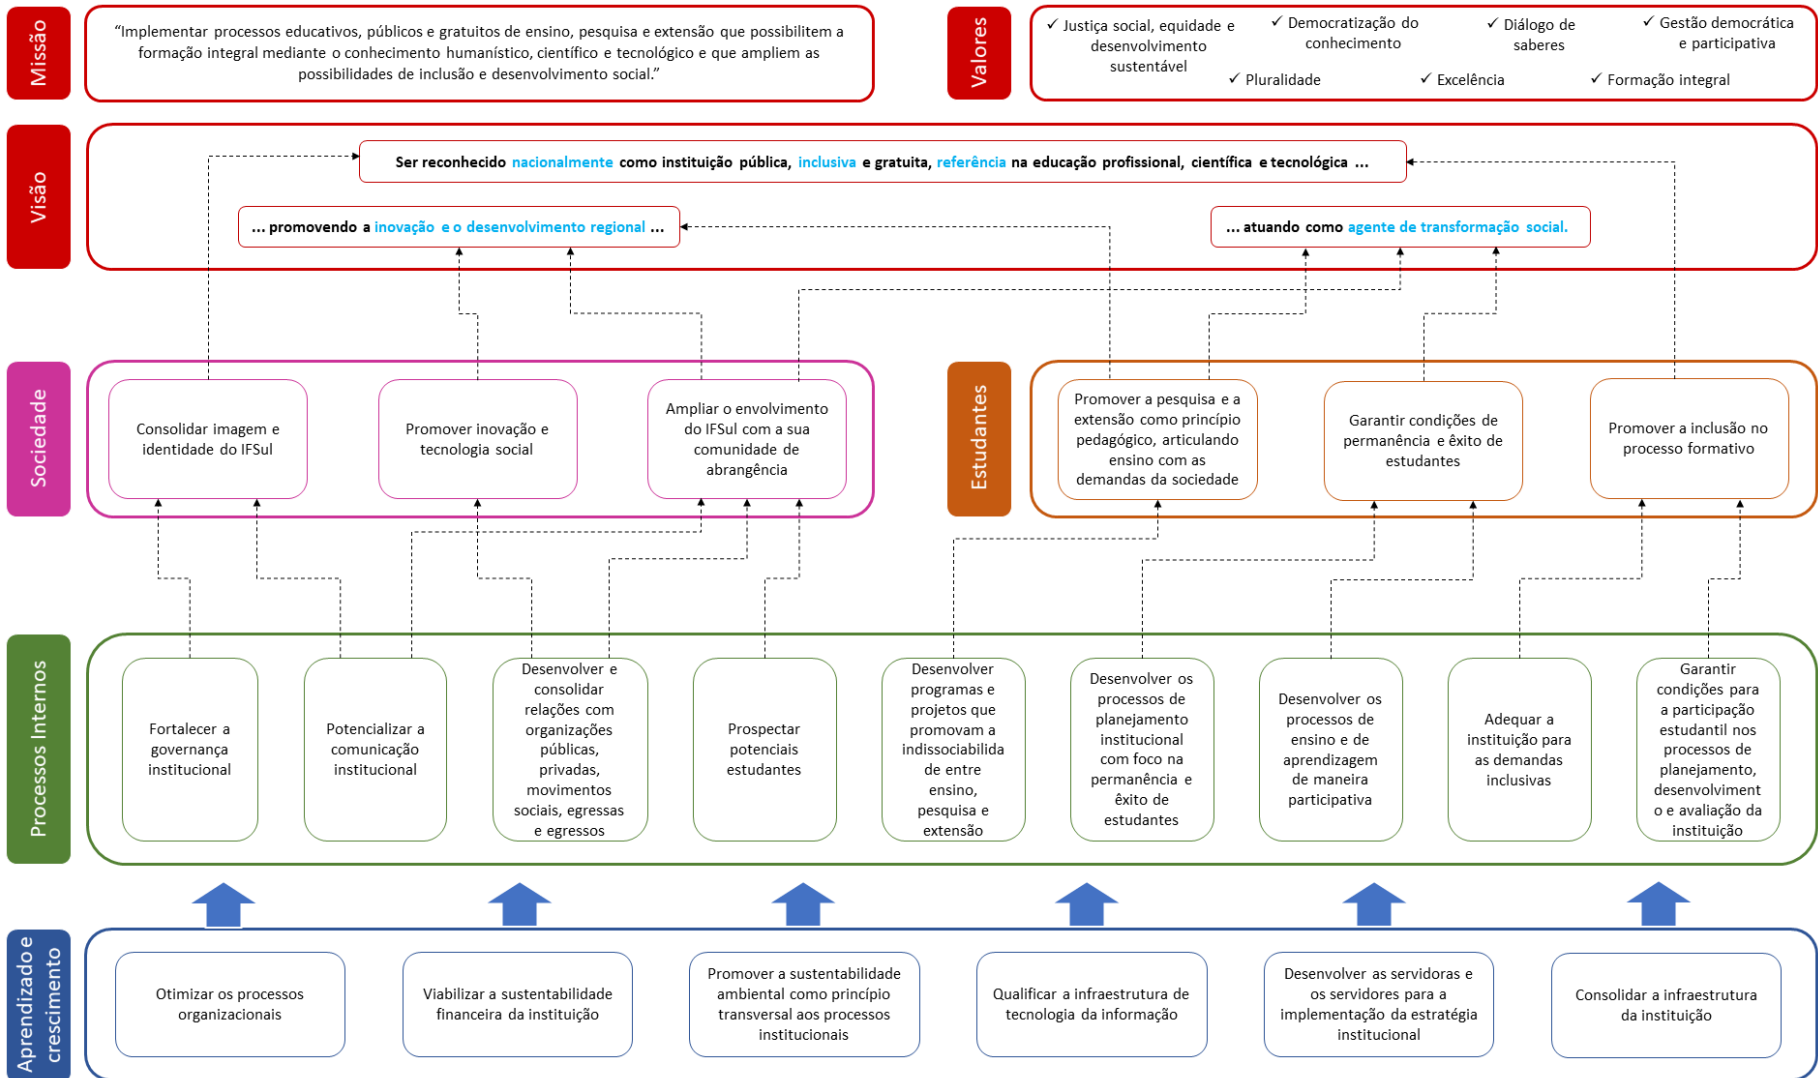 Missão
“Implementar processos educativos, públicos e gratuitos de ensino, pesquisa e extensão que possibilitem a
formação integral mediante o conhecimento humanístico, científico e tecnológico e que ampliem as
possibilidades de inclusão e desenvolvimento social.”
Valores
✓ Justiça social, equidade e
desenvolvimento
sustentável
✓ Democratização do
conhecimento
✓ Diálogo de
saberes
✓ Gestão democrática
e participativa
✓ Pluralidade
✓ Excelência
✓ Formação integral
Visão
Ser reconhecido nacionalmente como instituição pública, inclusiva e gratuita, referência na educação profissional, científica e tecnológica ...
... promovendo a inovação e o desenvolvimento regional ...
... atuando como agente de transformação social.
Sociedade
Consolidar imagem e
identidade do IFSul
Promover inovação e
tecnologia social
Ampliar o envolvimento
do IFSul com a sua
comunidade de
abrangência
Estudantes
Promover a pesquisa e a
extensão como princípio
pedagógico, articulando
ensino com as
demandas da sociedade
Garantir condições de
permanência e êxito de
estudantes
Promover a inclusão no
processo formativo
Processos Internos
Fortalecer a
governança
institucional
Potencializar a
comunicação
institucional
Desenvolver e
consolidar
relações com
organizações
públicas,
privadas,
movimentos
sociais, egressas
e egressos
Prospectar
potenciais
estudantes
Desenvolver
programas e
projetos que
promovam a
indissociabilida
de entre
ensino,
pesquisa e
extensão
Desenvolver os
processos de
planejamento
institucional
com foco na
permanência e
êxito de
estudantes
Desenvolver os
processos de
ensino e de
aprendizagem
de maneira
participativa
Adequar a
instituição para
as demandas
inclusivas
Garantir
condições para
a participação
estudantil nos
processos de
planejamento,
desenvolviment
o e avaliação da
instituição
Aprendizado e
crescimento
Otimizar os processos
organizacionais
Viabilizar a sustentabilidade
financeira da instituição
Promover a sustentabilidade
ambiental como princípio
transversal aos processos
institucionais
Qualificar a infraestrutura de
tecnologia da informação
Desenvolver as servidoras e
os servidores para a
implementação da estratégia
institucional
Consolidar a infraestrutura
da instituição